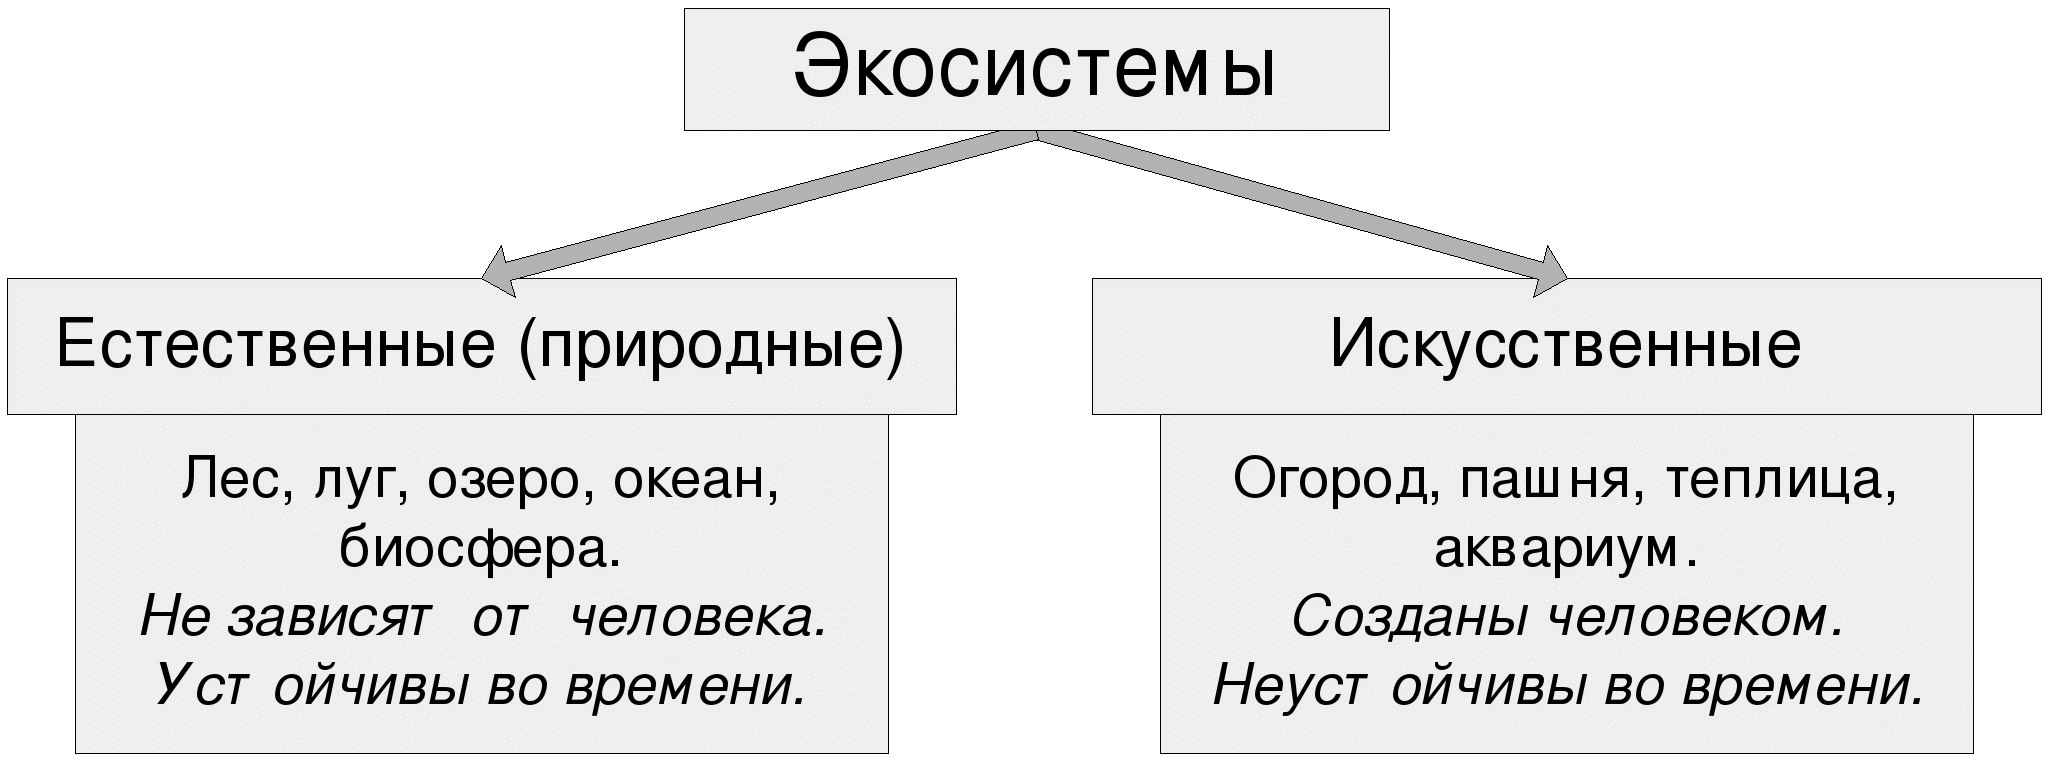 Экосистемы
Естественные (природные)
Лес, луг, озеро, океан,
биосфера.
Не зависят от человека.
Устойчивы во времени.
Искусственные
Огород, пашня, теплица,
аквариум.
Созданы человеком.
Неустойчивы во времени.